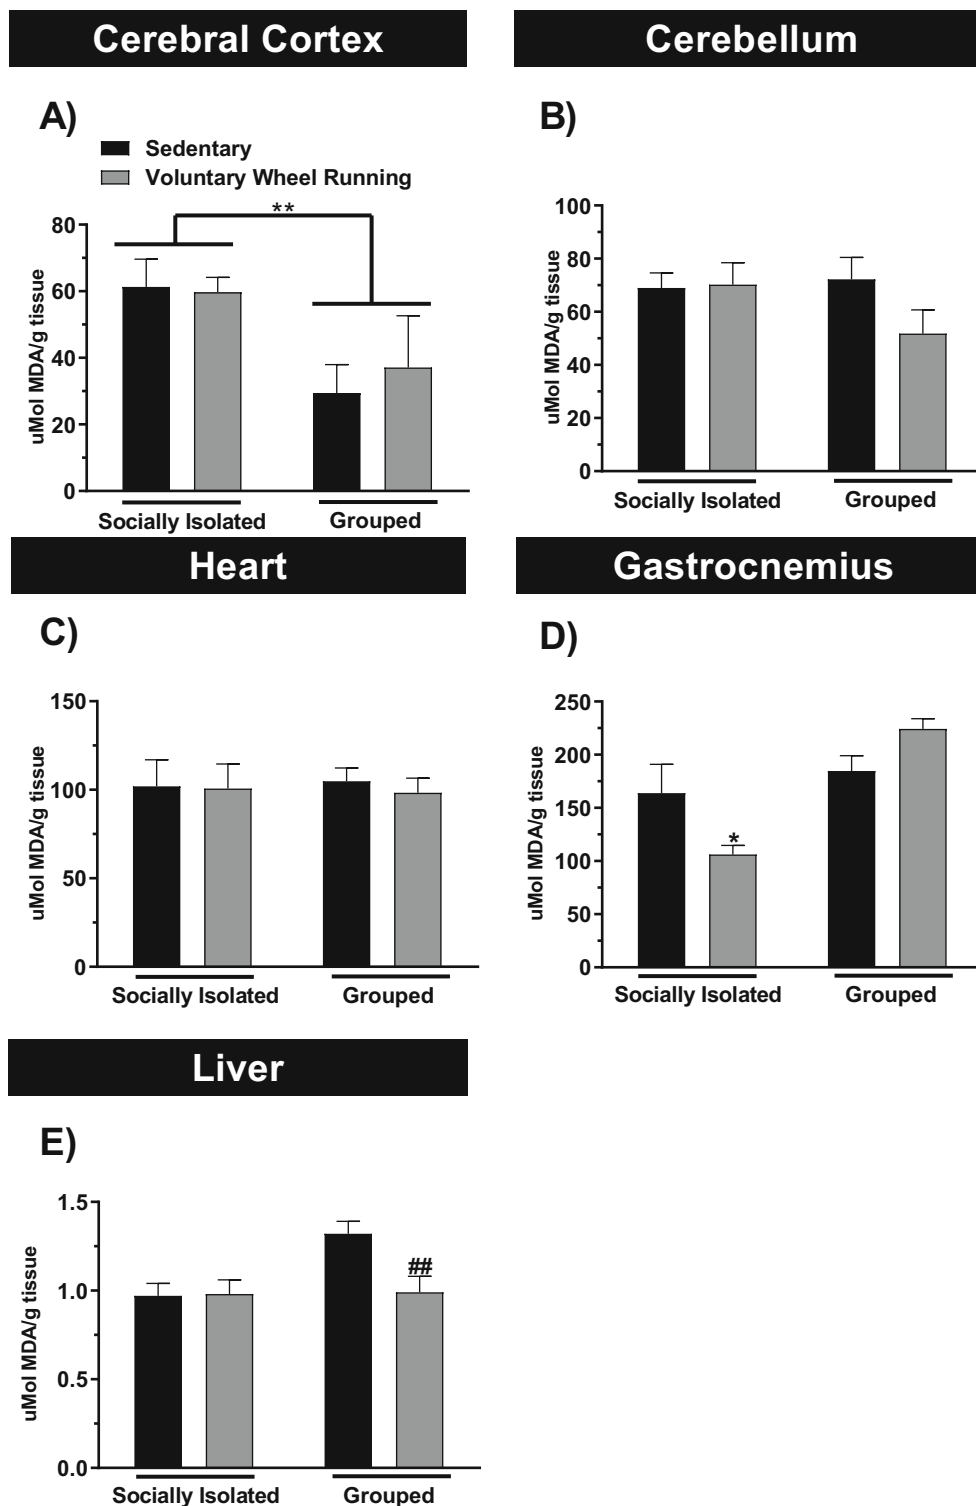 Cerebral Cortex
Cerebellum
A)
B)
Sedentary
Voluntary Wheel Running
**
80
60
40
20
0
uMol MDA/g tissue
Socially Isolated
Grouped
100
80
60
40
20
0
uMol MDA/g tissue
Socially Isolated
Grouped
Heart
Gastrocnemius
C)
D)
150
100
50
0
uMol MDA/g tissue
Socially Isolated
Grouped
250
200
150
100
50
0
uMol MDA/g tissue
*
Socially Isolated
Grouped
Liver
E)
1.5
1.0
0.5
0.0
uMol MDA/g tissue
##
Socially Isolated
Grouped